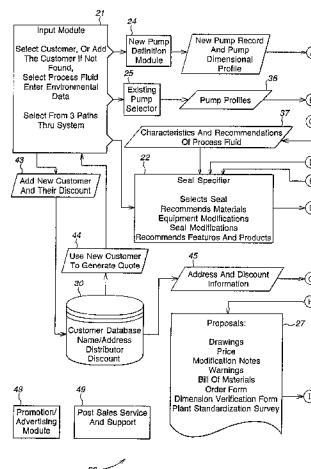 21
Input Module
Select Customer, Or Add
The Customer If Not
Found,
Select Process Fluid
Enter Environmental
Data
Select From 3 Paths
Thru System
24
New Pump
Definition
Module
New Pump Record
And Pump
Dimensional
Profile
25
Existing
Pump
Selector
36
Pump Profiles
37
Characteristics And Recommendations
Of Process Fluid
22
Seal Specifier
Selects Seal
Recommends Materials
Equipment Modifications
Seal Modifications
Recommends Features And Products
43
Add New Customer
And Their Discount
44
Use New Customer
To Generate Quote
45
Address And Discount
Information
30
Customer Database
Name/Address
Distributor
Discount
27
Proposals:
Drawings
Price
Modification Notes
Warnings
Bill Of Materials
Order Form
Dimension Verification Form
Plant Standardization Survey
48
Promotion/
Advertising
Module
49
Post Sales Service
And Support